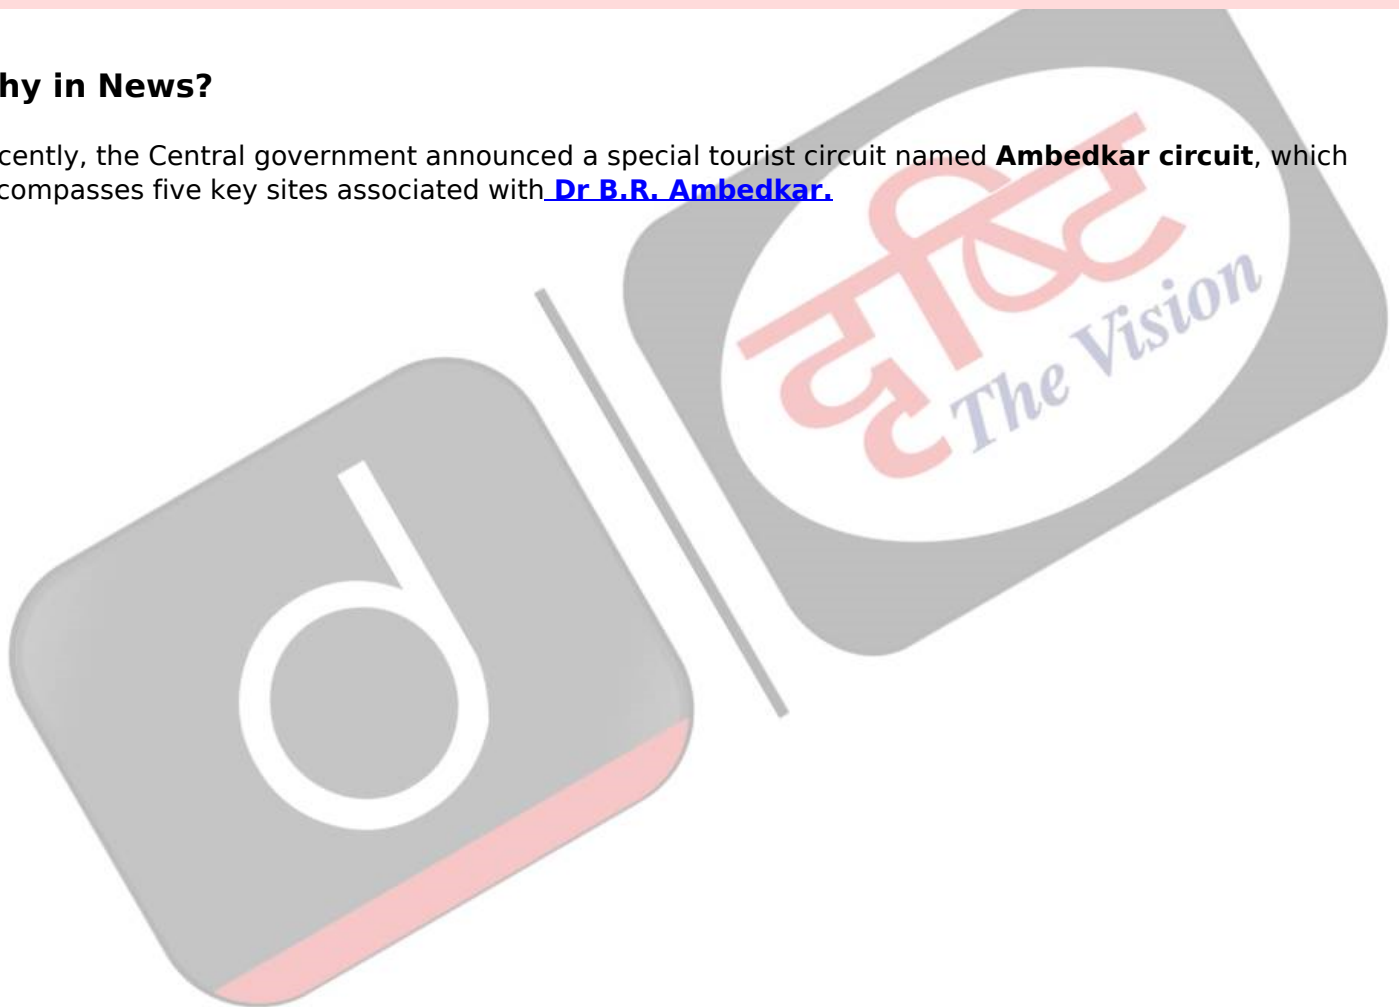 hy in News?
cently, the Central government announced a special tourist circuit named Ambedkar circuit, which
compasses five key sites associated with Dr B.R. Ambedkar.
दृष्टि
The Vision
d